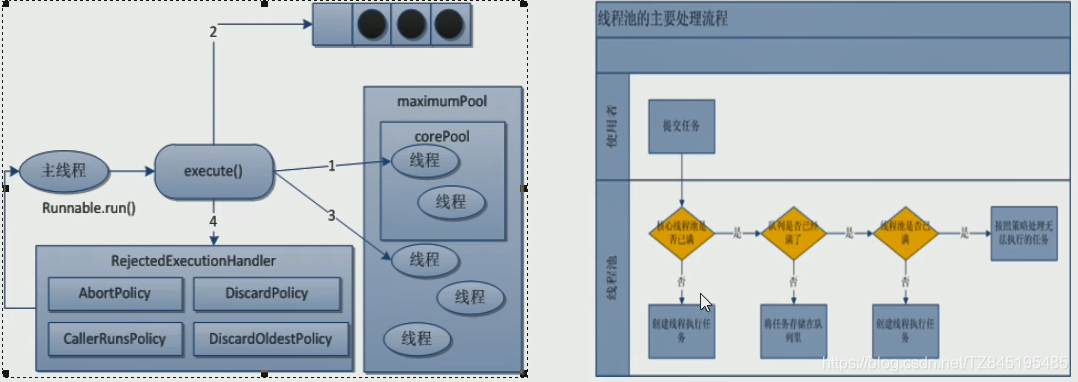 2
maximumPool
corePool
线程
线程
1
主线程
execute()
Runnable.run()
3
4
线程
线程
线程
RejectedExecutionHandler
AbortPolicy
DiscardPolicy
CallerRunsPolicy
DiscardOldestPolicy
线程池的主要处理流程
使用者
提交任务
线程池
核心线程池是
否已满
是
队列是否已经
满了
是
线程池是否已
满
是
按照策略处理无
法执行的任务
否
否
否
创建线程执行任
务
将任务存储在队
列里
创建线程执行任
务
https://blog.csdn.net/TZ845195485